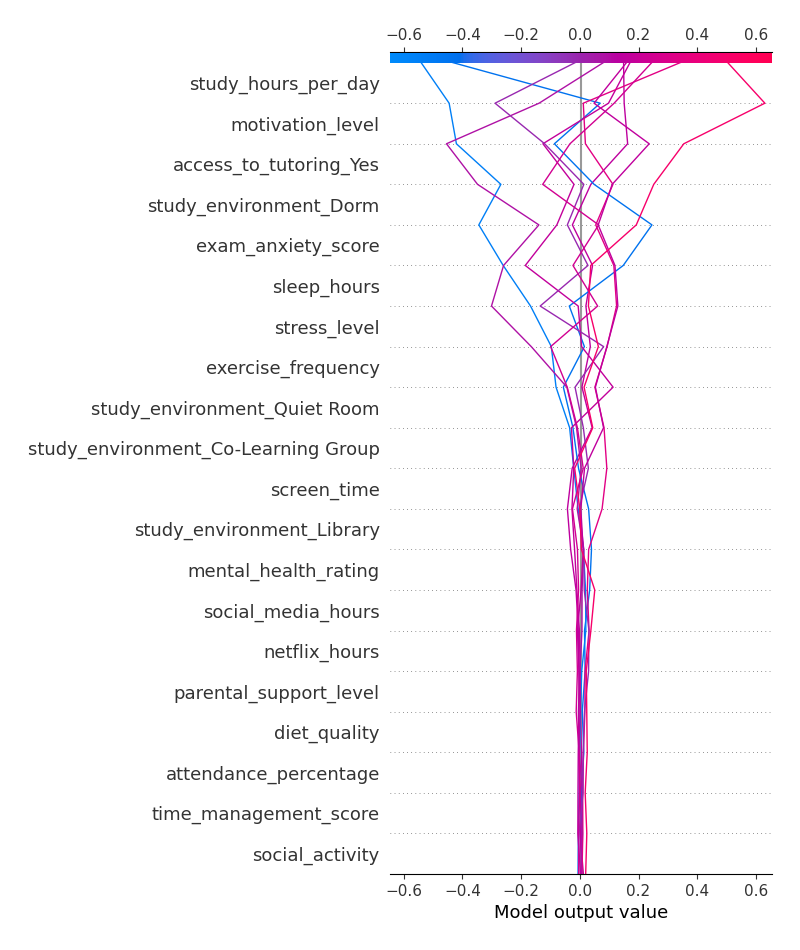 −0.6 −0.4 −0.2 0.0 0.2 0.4 0.6
study_hours_per_day
motivation_level
access_to_tutoring_Yes
study_environment_Dorm
exam_anxiety_score
sleep_hours
stress_level
exercise_frequency
study_environment_Quiet Room
study_environment_Co-Learning Group
screen_time
study_environment_Library
mental_health_rating
social_media_hours
netflix_hours
parental_support_level
diet_quality
attendance_percentage
time_management_score
social_activity
−0.6 −0.4 −0.2 0.0 0.2 0.4 0.6
Model output value